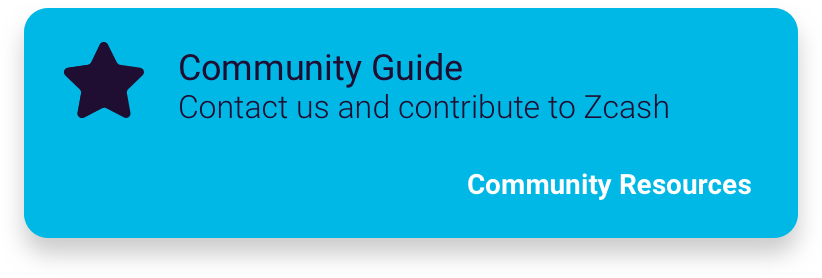 Community Guide
Contact us and contribute to Zcash
Community Resources